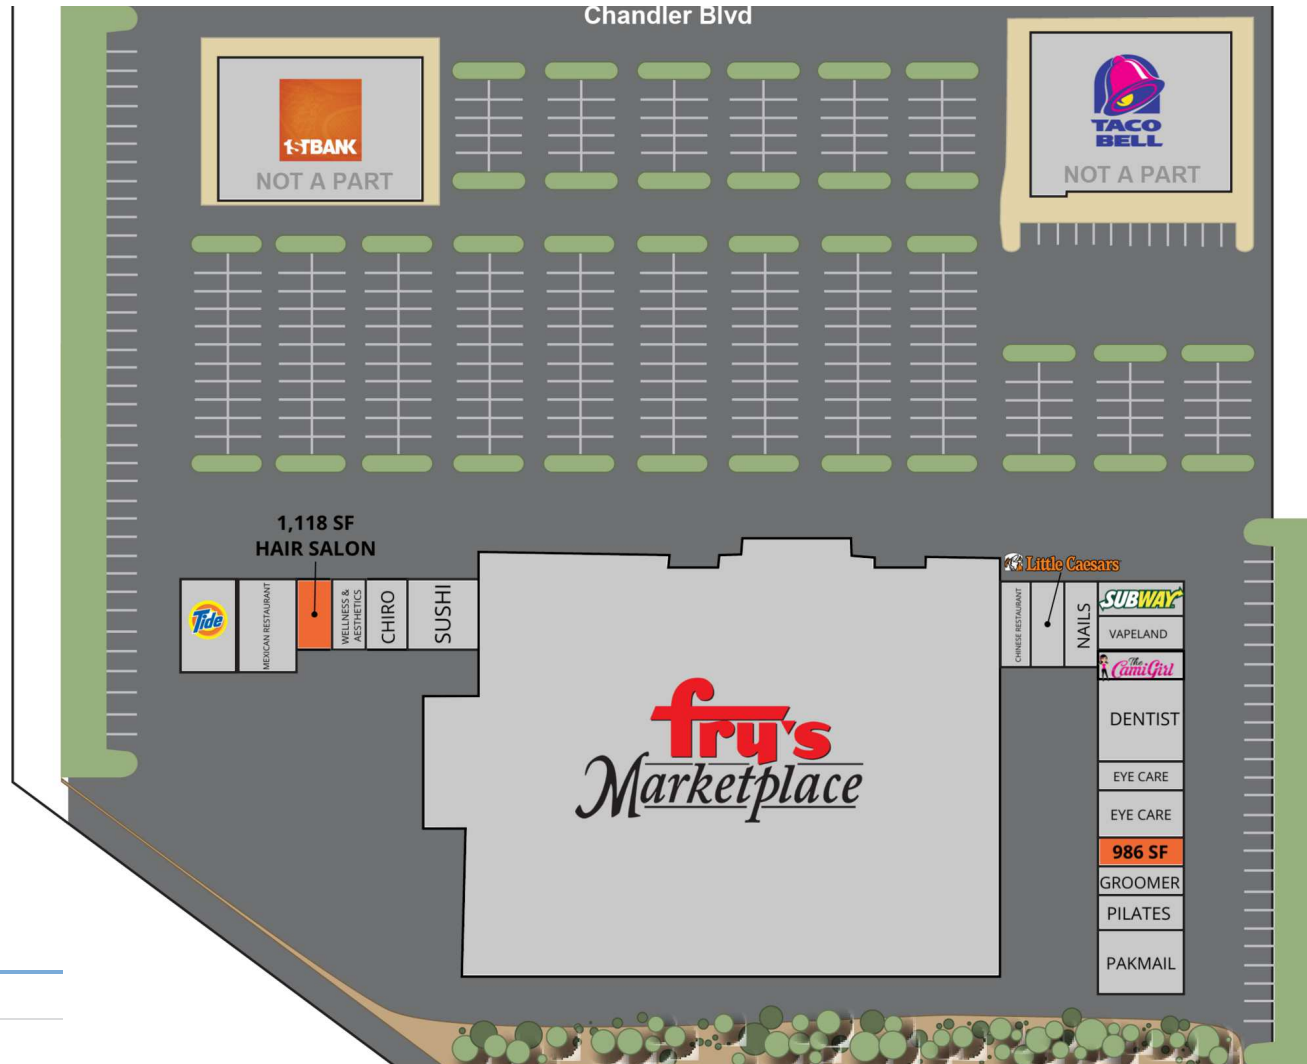 Chandler Blvd
1STBANK
NOT A PART
TACO
BELL
NOT A PART
1,118 SF
HAIR SALON
Tide
MEXICAN RESTAURANT
WELLNESS &
AESTHETICS
CHIRO
SUSHI
fry's
Marketplace
Little Caesars
CHINESE RESTAURANT
NAILS
SUBWAY
VAPELAND
The
CamiGirl
DENTIST
EYE CARE
EYE CARE
986 SF
GROOMER
PILATES
PAKMAIL